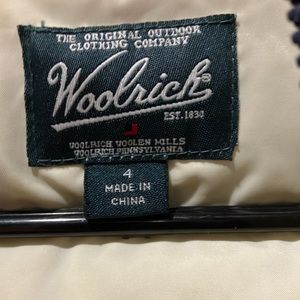 THE ORIGINAL OUTDOOR
CLOTHING COMPANY
Woolrich®
EST. 1830
WOOLRICH WOOLEN MILLS
WOOLRICH, PENNSYLVANIA
4
MADE IN
CHINA